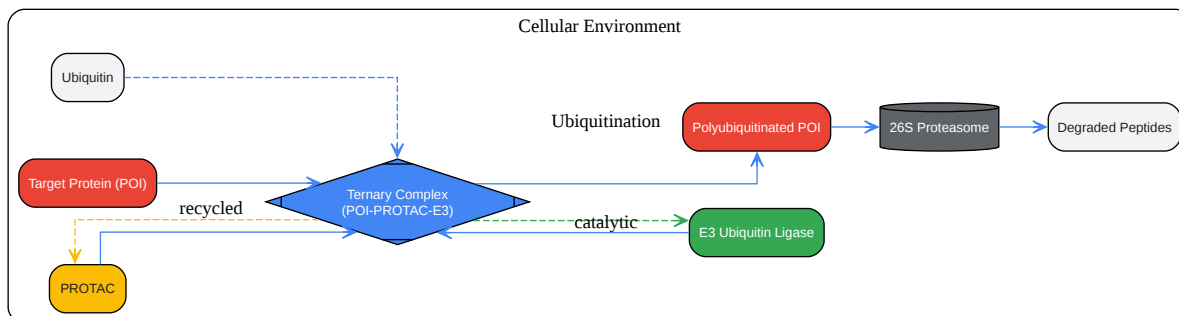 Cellular Environment
Ubiquitin
Ubiquitination
Polyubiquitinated POI
26S Proteasome
Degraded Peptides
Target Protein (POI)
Ternary Complex
(POI-PROTAC-E3)
recycled
catalytic
E3 Ubiquitin Ligase
PROTAC